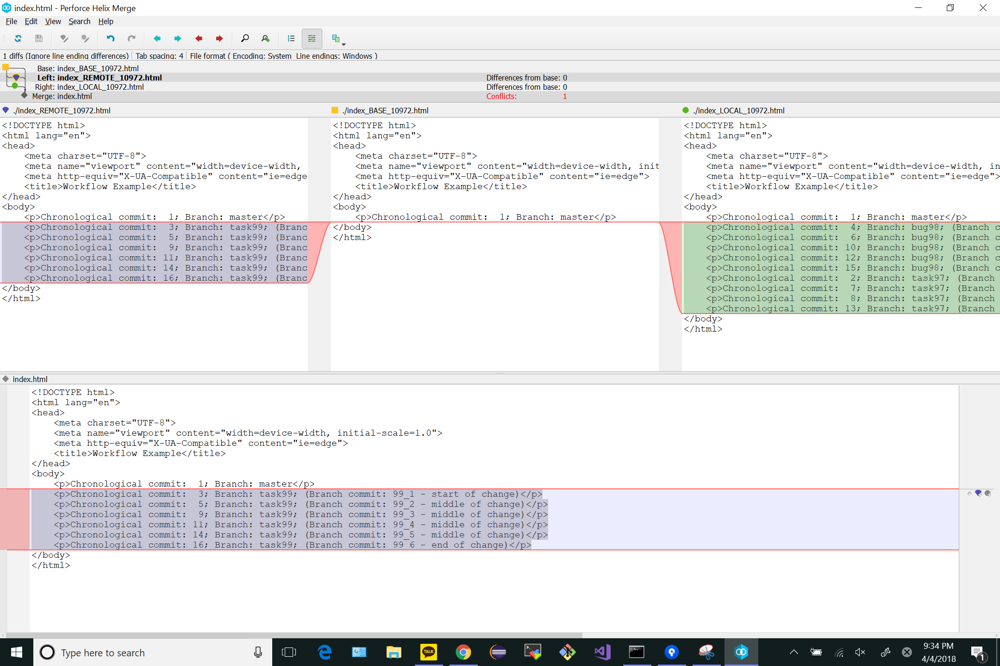 index.html - Perforce Helix Merge
File Edit View Search Help
1 diffs (Ignore line ending differences) Tab spacing: 4 File format ( Encoding: System Line endings: Windows )
Base: index_BASE_10972.html
Left: index_REMOTE_10972.html Differences from base: 0
Right: index_LOCAL_10972.html Differences from base: 0
Merge: index.html Conflicts: 1
./index_REMOTE_10972.html
<!DOCTYPE html>
<html lang="en">
<head>
    <meta charset="UTF-8">
    <meta name="viewport" content="width=device-width,
    <meta http-equiv="X-UA-Compatible" content="ie=edge
    <title>Workflow Example</title>
</head>
<body>
    <p>Chronological commit:  1; Branch: master</p>
    <p>Chronological commit:  3; Branch: task99; (Branc
    <p>Chronological commit:  5; Branch: task99; (Branc
    <p>Chronological commit:  9; Branch: task99; (Branc
    <p>Chronological commit: 11; Branch: task99; (Branc
    <p>Chronological commit: 14; Branch: task99; (Branc
    <p>Chronological commit: 16; Branch: task99; (Branc
</body>
</html>
./index_BASE_10972.html
<!DOCTYPE html>
<html lang="en">
<head>
    <meta charset="UTF-8">
    <meta name="viewport" content="width=device-width, init
    <meta http-equiv="X-UA-Compatible" content="ie=edge">
    <title>Workflow Example</title>
</head>
<body>
    <p>Chronological commit:  1; Branch: master</p>
</body>
</html>
./index_LOCAL_10972.html
<!DOCTYPE html>
<html lang="en">
<head>
    <meta charset="UTF-8">
    <meta name="viewport" content="width=device-width, in
    <meta http-equiv="X-UA-Compatible" content="ie=edge">
    <title>Workflow Example</title>
</head>
<body>
    <p>Chronological commit:  1; Branch: master</p>
    <p>Chronological commit:  4; Branch: bug98; (Branch c
    <p>Chronological commit:  6; Branch: bug98; (Branch c
    <p>Chronological commit: 10; Branch: bug98; (Branch c
    <p>Chronological commit: 12; Branch: bug98; (Branch c
    <p>Chronological commit: 15; Branch: bug98; (Branch c
    <p>Chronological commit:  2; Branch: task97; (Branch
    <p>Chronological commit:  7; Branch: task97; (Branch
    <p>Chronological commit:  8; Branch: task97; (Branch
    <p>Chronological commit: 13; Branch: task97; (Branch
</body>
</html>
index.html
<!DOCTYPE html>
<html lang="en">
<head>
    <meta charset="UTF-8">
    <meta name="viewport" content="width=device-width, initial-scale=1.0">
    <meta http-equiv="X-UA-Compatible" content="ie=edge">
    <title>Workflow Example</title>
</head>
<body>
    <p>Chronological commit:  1; Branch: master</p>
    <p>Chronological commit:  3; Branch: task99; (Branch commit: 99_1 - start of change)</p>
    <p>Chronological commit:  5; Branch: task99; (Branch commit: 99_2 - middle of change)</p>
    <p>Chronological commit:  9; Branch: task99; (Branch commit: 99_3 - middle of change)</p>
    <p>Chronological commit: 11; Branch: task99; (Branch commit: 99_4 - middle of change)</p>
    <p>Chronological commit: 14; Branch: task99; (Branch commit: 99_5 - middle of change)</p>
    <p>Chronological commit: 16; Branch: task99; (Branch commit: 99_6 - end of change)</p>
</body>
</html>
Type here to search
TALK
9:34 PM
4/4/2018
1